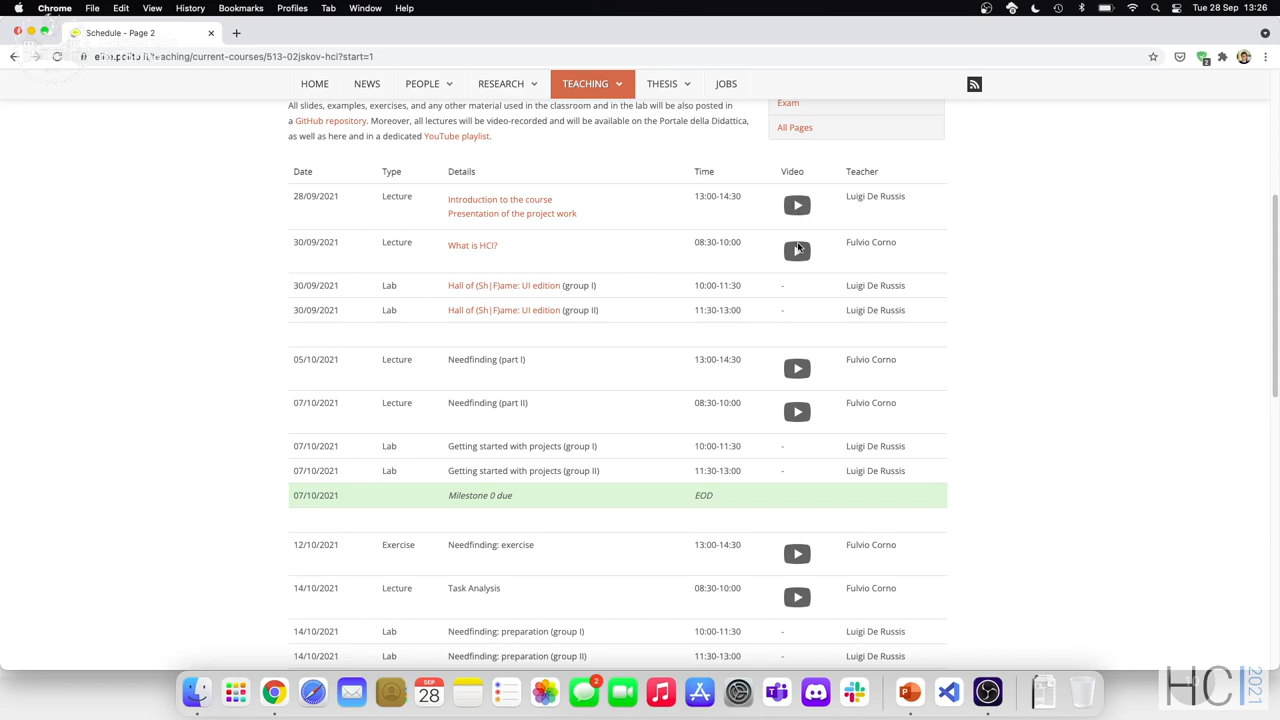 Chrome File Edit View History Bookmarks Profiles Tab Window Help Tue 28 Sep 13:26
Schedule - Page 2
teaching/current-courses/513-02jskov-hci?start=1
HOME NEWS PEOPLE RESEARCH TEACHING THESIS JOBS
All slides, examples, exercises, and any other material used in the classroom and in the lab will be also posted in
a GitHub repository. Moreover, all lectures will be video-recorded and will be available on the Portale della Didattica,
as well as here and in a dedicated YouTube playlist.
Exam
All Pages
Date Type Details Time Video Teacher
28/09/2021 Lecture Introduction to the course 13:00-14:30 Luigi De Russis
Presentation of the project work
30/09/2021 Lecture What is HCI? 08:30-10:00 Fulvio Corno
30/09/2021 Lab Hall of (Sh|F)ame: UI edition (group I) 10:00-11:30 - Luigi De Russis
30/09/2021 Lab Hall of (Sh|F)ame: UI edition (group II) 11:30-13:00 - Luigi De Russis
05/10/2021 Lecture Needfinding (part I) 13:00-14:30 Fulvio Corno
07/10/2021 Lecture Needfinding (part II) 08:30-10:00 Fulvio Corno
07/10/2021 Lab Getting started with projects (group I) 10:00-11:30 - Luigi De Russis
07/10/2021 Lab Getting started with projects (group II) 11:30-13:00 - Luigi De Russis
07/10/2021 Milestone 0 due EOD
12/10/2021 Exercise Needfinding: exercise 13:00-14:30 Fulvio Corno
14/10/2021 Lecture Task Analysis 08:30-10:00 Fulvio Corno
14/10/2021 Lab Needfinding: preparation (group I) 10:00-11:30 - Luigi De Russis
14/10/2021 Lab Needfinding: preparation (group II) 11:30-13:00 - Luigi De Russis
2
SEP
28
2
HCI 2021